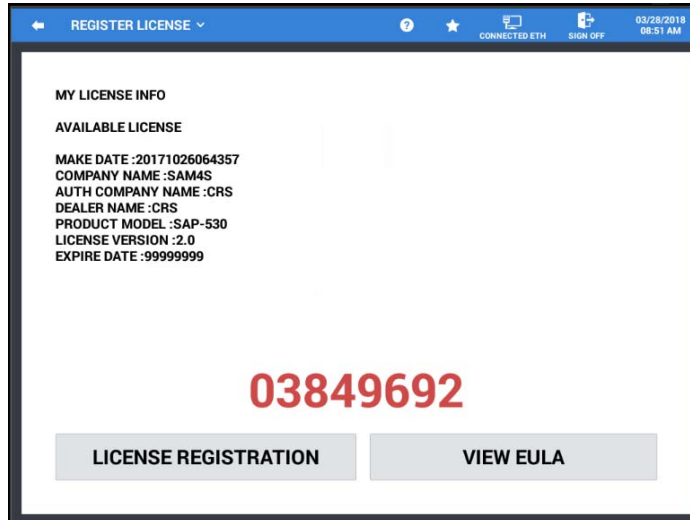 REGISTER LICENSE
CONNECTED ETH
SIGN OFF
03/28/2018
08:51 AM
MY LICENSE INFO
AVAILABLE LICENSE
MAKE DATE :20171026064357
COMPANY NAME :SAM4S
AUTH COMPANY NAME :CRS
DEALER NAME :CRS
PRODUCT MODEL :SAP-530
LICENSE VERSION :2.0
EXPIRE DATE :99999999
03849692
LICENSE REGISTRATION
VIEW EULA